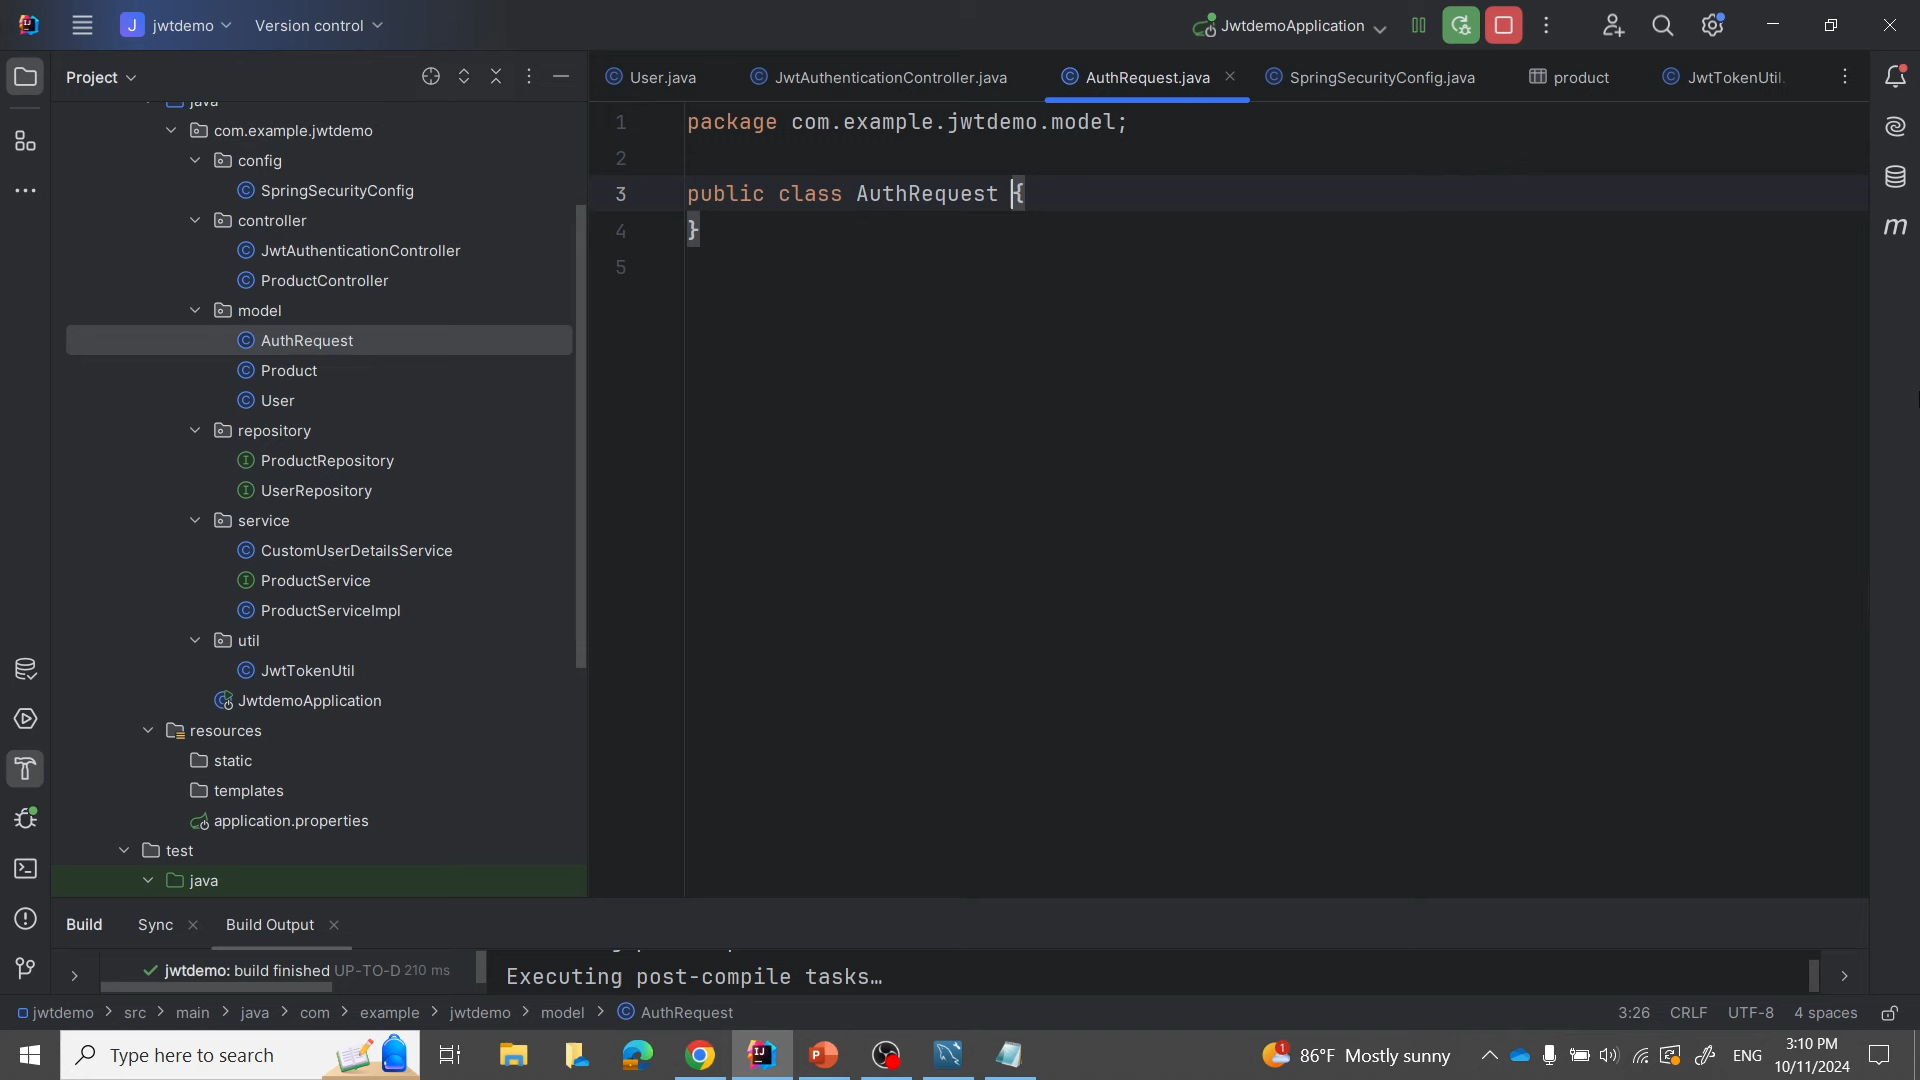 J jwtdemo Version control JwtdemoApplication
Project
User.java JwtAuthenticationController.java AuthRequest.java SpringSecurityConfig.java product JwtTokenUtil.
java
com.example.jwtdemo
config
SpringSecurityConfig
controller
JwtAuthenticationController
ProductController
model
AuthRequest
Product
User
repository
ProductRepository
UserRepository
service
CustomUserDetailsService
ProductService
ProductServiceImpl
util
JwtTokenUtil
JwtdemoApplication
resources
static
templates
application.properties
test
java
1 package com.example.jwtdemo.model;
2
3 public class AuthRequest {
4 }
5
m
Build Sync Build Output
jwtdemo: build finished UP-TO-D 210 ms
Executing post-compile tasks…
jwtdemo > src > main > java > com > example > jwtdemo > model > AuthRequest
3:26 CRLF UTF-8 4 spaces
Type here to search
1 86°F Mostly sunny
ENG
3:10 PM
10/11/2024